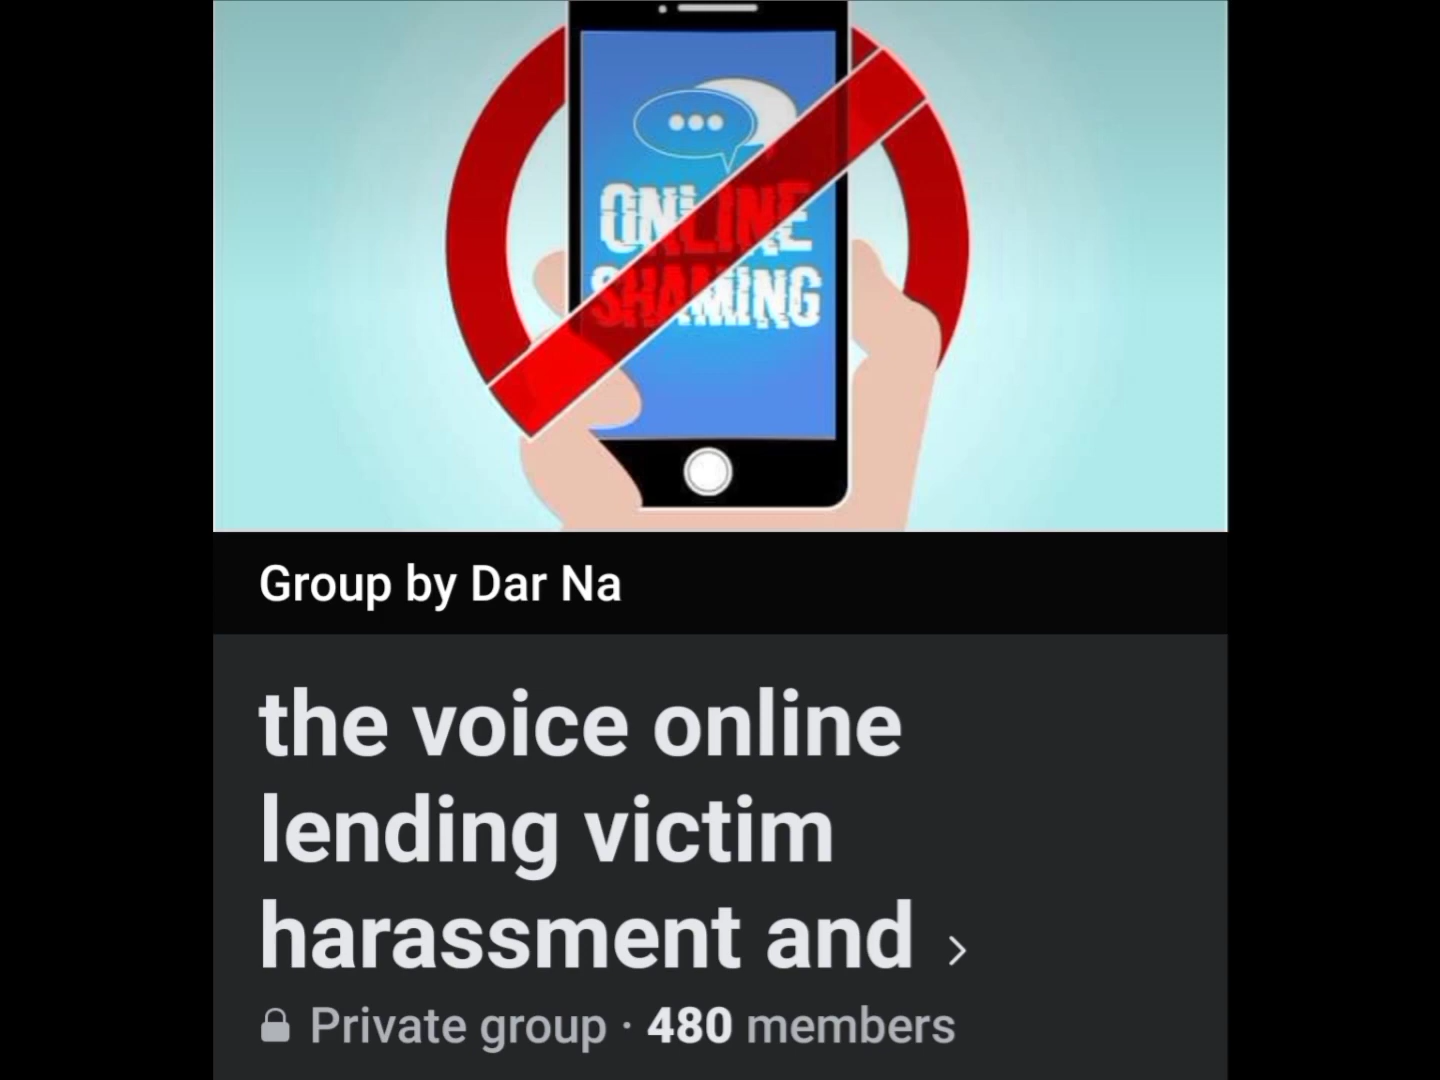 ONLINE
SHAMING
Group by Dar Na
the voice online
lending victim
harassment and
Private group · 480 members